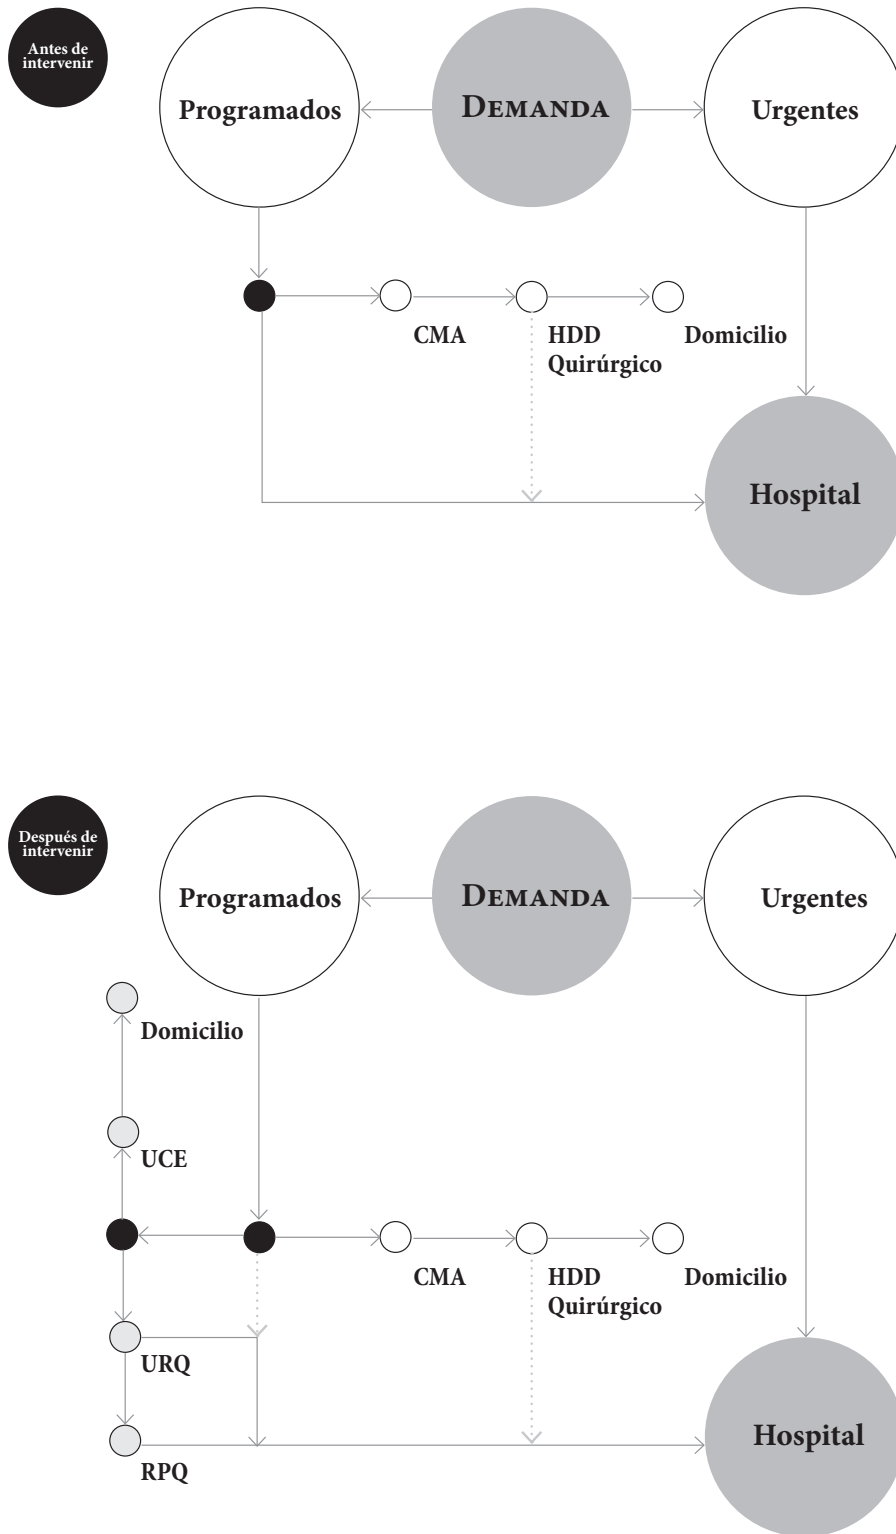 Antes de
intervenir
Programados
DEMANDA
Urgentes
CMA
HDD
Quirúrgico
Domicilio
Hospital
Después de
intervenir
Programados
DEMANDA
Urgentes
Domicilio
UCE
CMA
HDD
Quirúrgico
Domicilio
URQ
Hospital
RPQ